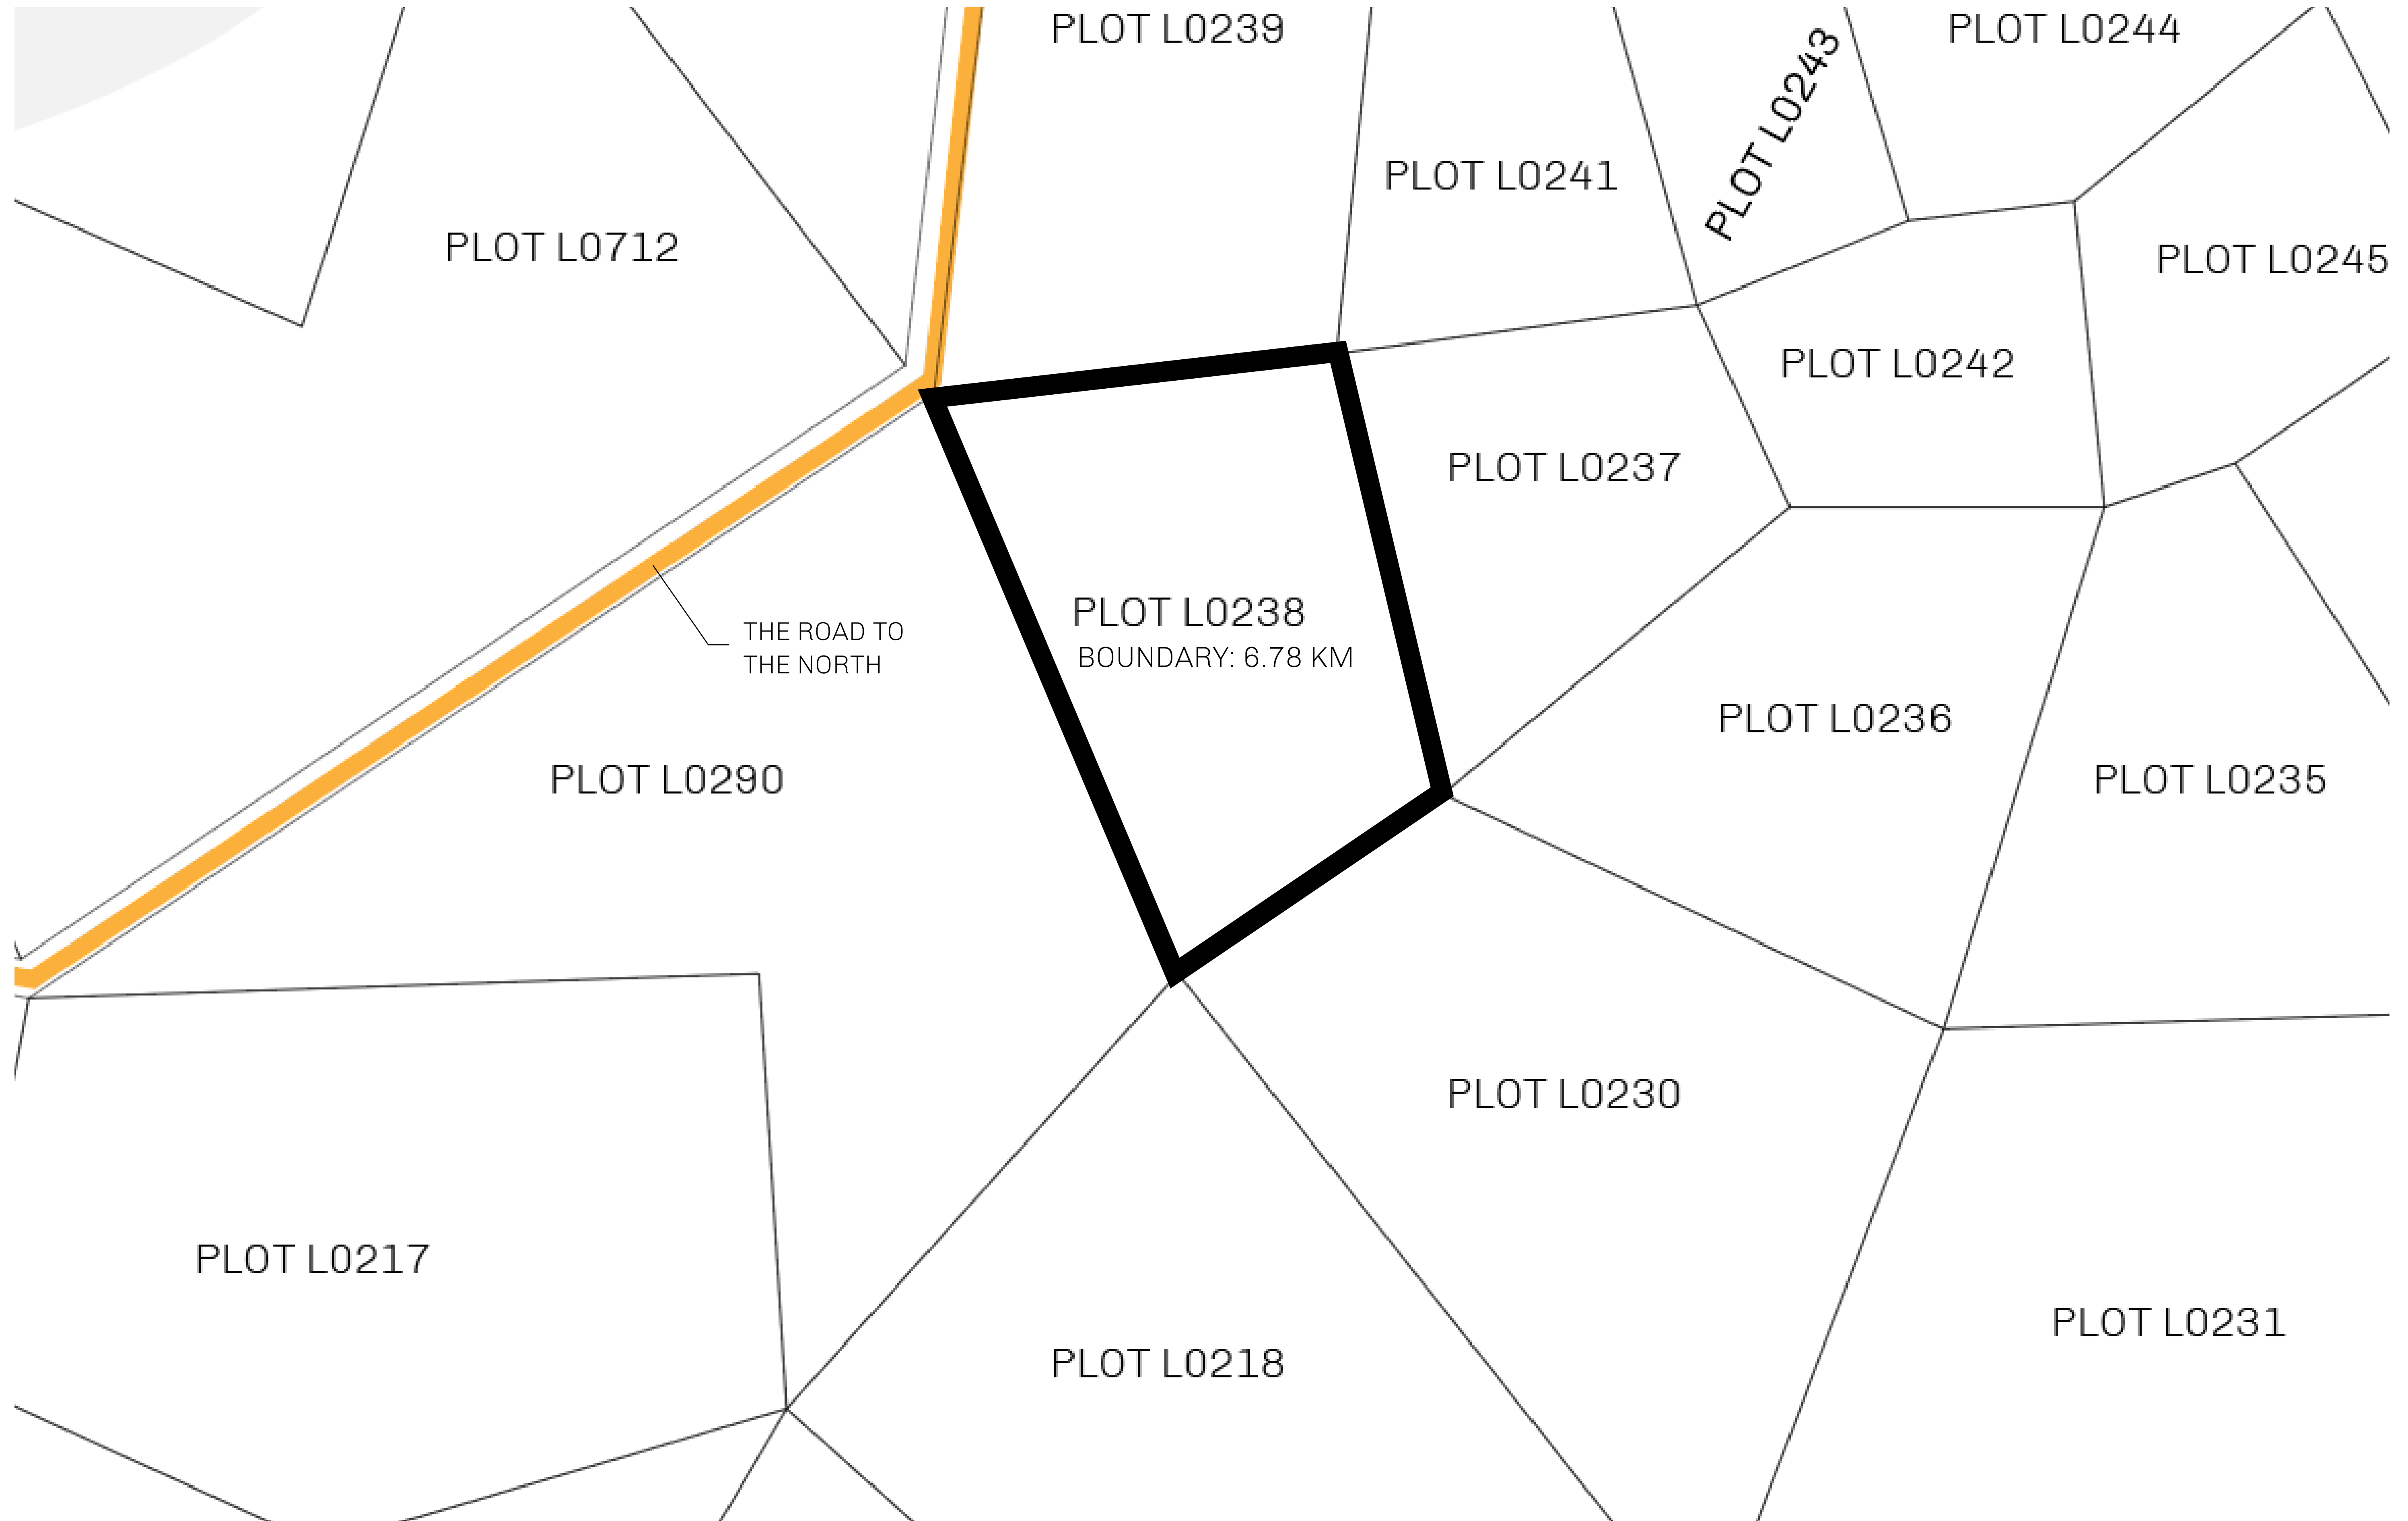 PLOT L0239
PLOT L0244
PLOT L0243
PLOT L0241
PLOT L0712
PLOT L0245
PLOT L0242
PLOT L0237
PLOT L0238
BOUNDARY: 6.78 KM
THE ROAD TO
THE NORTH
PLOT L0236
PLOT L0290
PLOT L0235
PLOT L0230
PLOT L0217
PLOT L0231
PLOT L0218